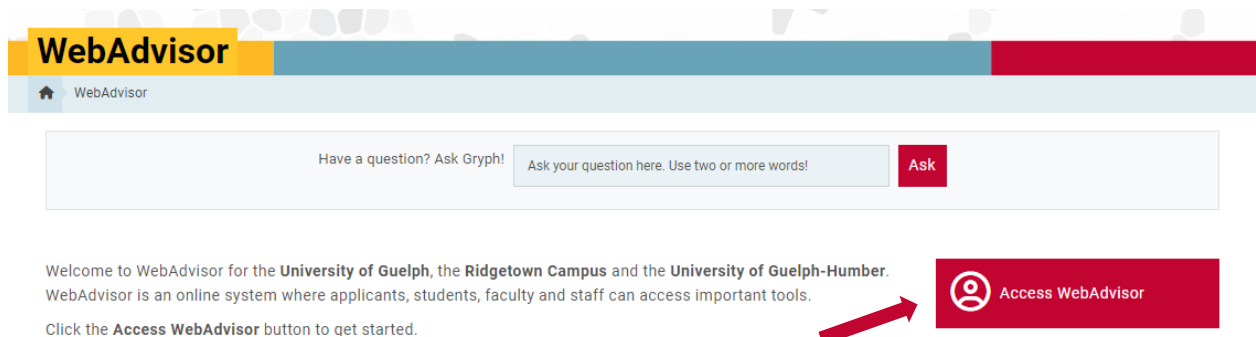 WebAdvisor
WebAdvisor
Have a question? Ask Gryph!
Ask your question here. Use two or more words!
Ask
Welcome to WebAdvisor for the University of Guelph, the Ridgetown Campus and the University of Guelph-Humber.
WebAdvisor is an online system where applicants, students, faculty and staff can access important tools.
Click the Access WebAdvisor button to get started.
Access WebAdvisor